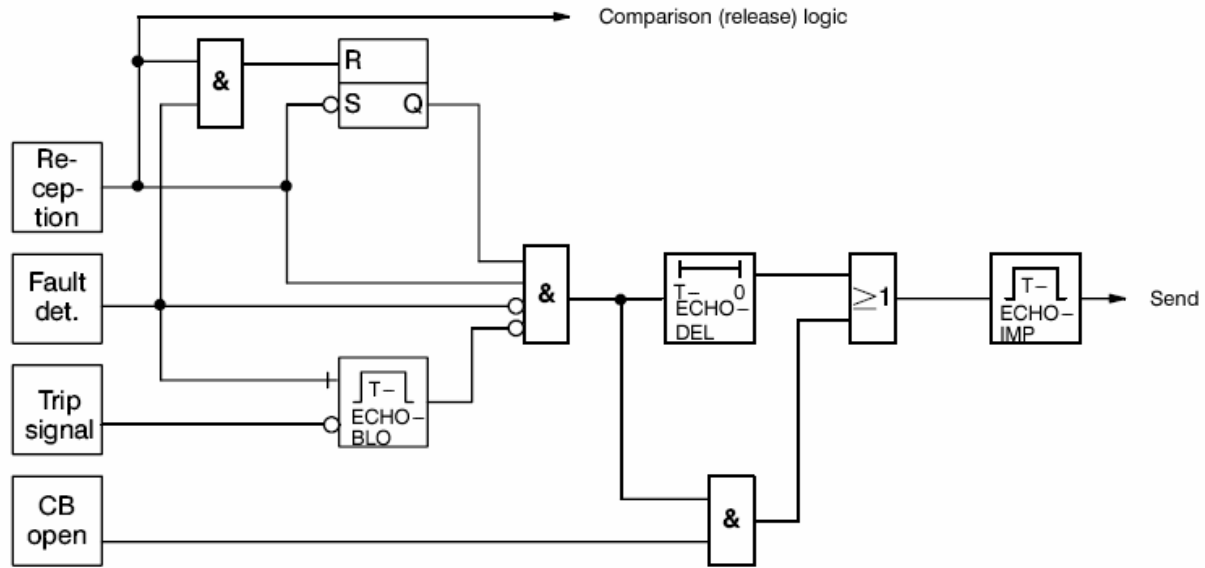 Comparison (release) logic
&
R
S Q
Re-
cep-
tion
Fault
det.
&
T- 0
ECHO-
DEL
≥1
T-
ECHO-
IMP
Send
Trip
signal
T-
ECHO-
BLO
CB
open
&